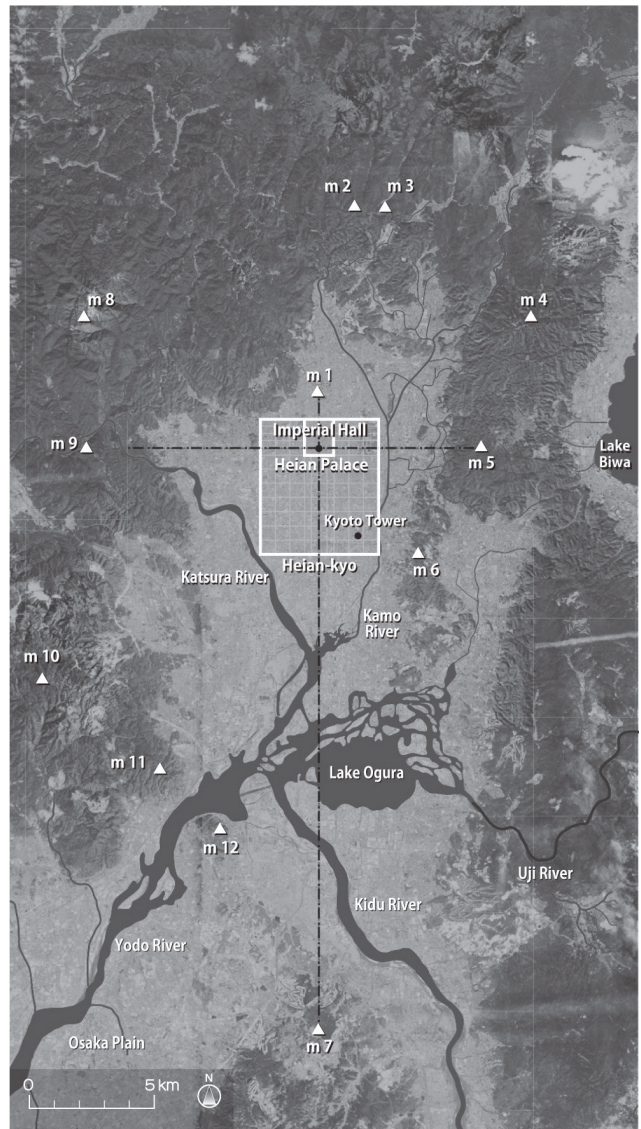 m 2
m 3
m 8
m 4
m 1
Imperial Hall
m 9
m 5
Heian Palace
Lake
Biwa
Kyoto Tower
m 6
Heian-kyo
Katsura River
Kamo
River
m 10
m 11
Lake Ogura
m 12
Uji River
Kidu River
Yodo River
m 7
Osaka Plain
0
5 km
N